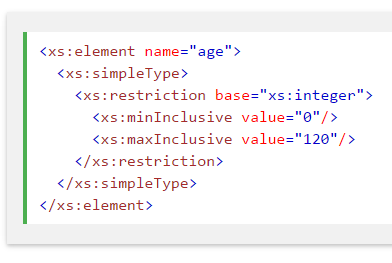 <xs:element name="age">
  <xs:simpleType>
    <xs:restriction base="xs:integer">
      <xs:minInclusive value="0"/>
      <xs:maxInclusive value="120"/>
    </xs:restriction>
  </xs:simpleType>
</xs:element>